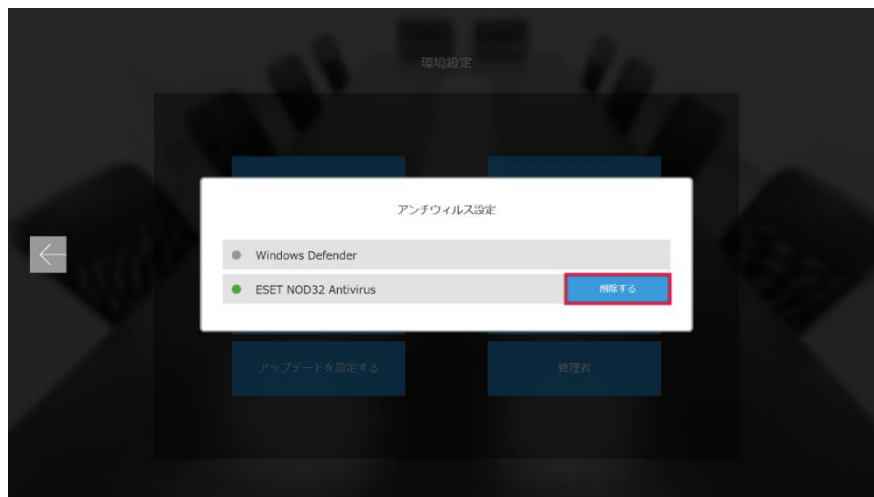 環境設定
アンチウィルス設定
Windows Defender
ESET NOD32 Antivirus
削除する
アップデートを設定する
管理者